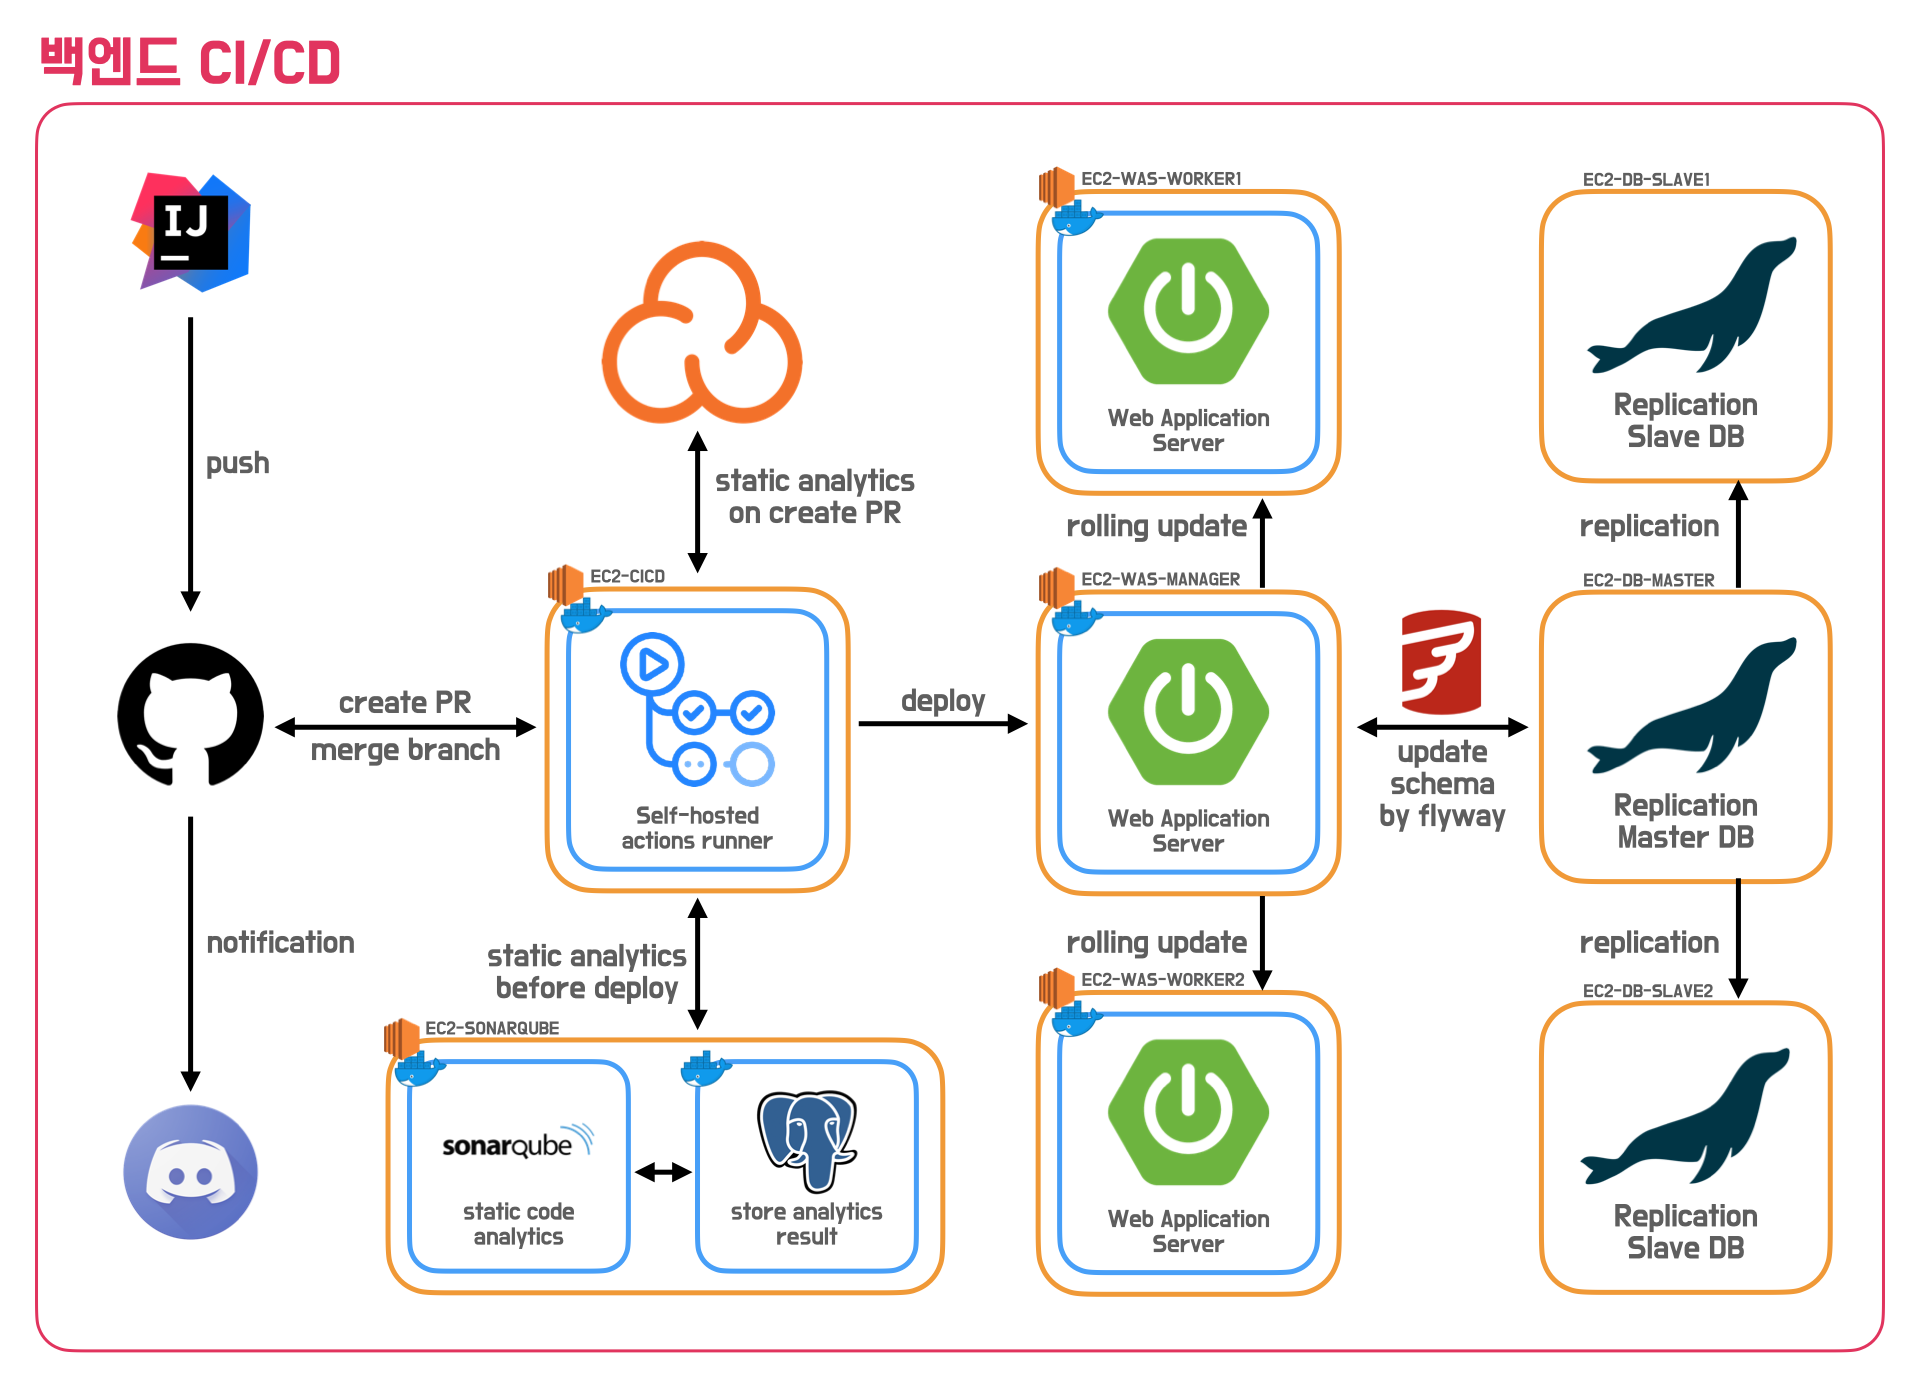 백엔드 CI/CD
IJ
push
create PR
merge branch
notification
static analytics
on create PR
EC2-CICD
Self-hosted
actions runner
static analytics
before deploy
EC2-SONARQUBE
sonarqube
static code
analytics
store analytics
result
deploy
EC2-WAS-WORKER1
Web Application
Server
rolling update
EC2-WAS-MANAGER
Web Application
Server
rolling update
EC2-WAS-WORKER2
Web Application
Server
update
schema
by flyway
EC2-DB-SLAVE1
Replication
Slave DB
replication
EC2-DB-MASTER
Replication
Master DB
replication
EC2-DB-SLAVE2
Replication
Slave DB